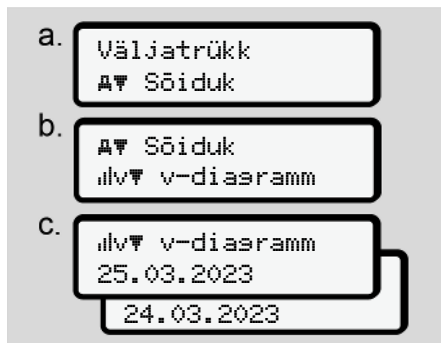 a.
Väljatrükk
Sõiduk
b.
Sõiduk
v v-diagramm
c.
v v-diagramm
25.03.2023
24.03.2023